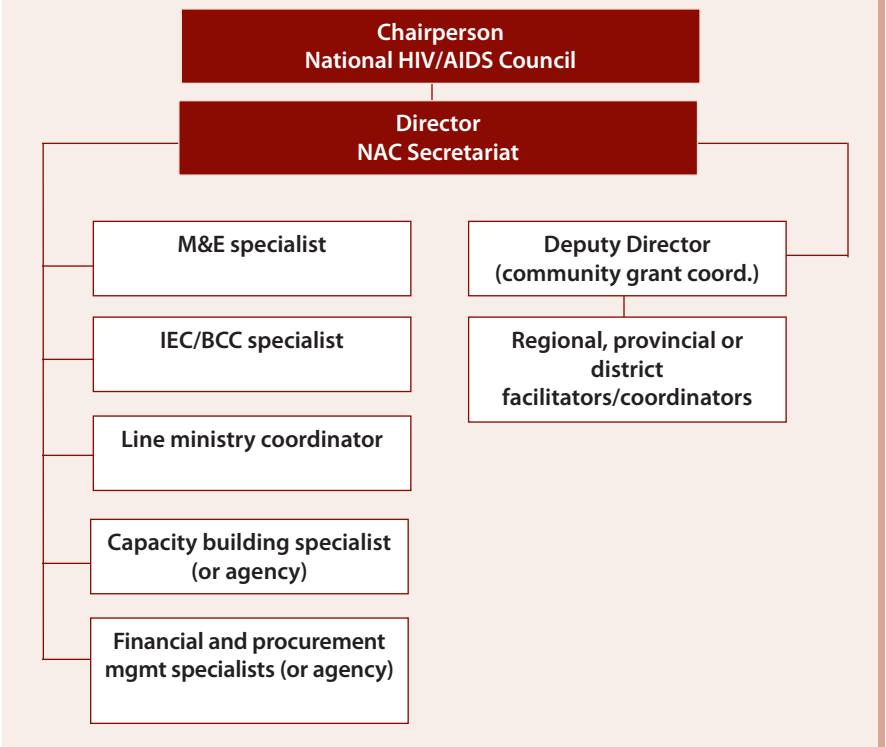 Chairperson
National HIV/AIDS Council
Director
NAC Secretariat
M&E specialist
IEC/BCC specialist
Line ministry coordinator
Capacity building specialist
(or agency)
Financial and procurement
mgmt specialists (or agency)
Deputy Director
(community grant coord.)
Regional, provincial or
district
facilitators/coordinators